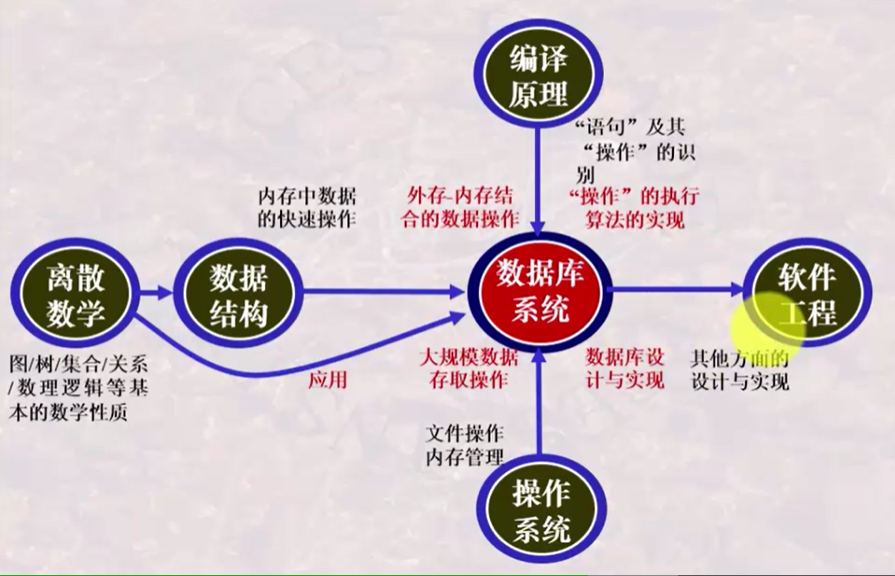 编译
原理
“语句”及其
“操作”的识
别
内存中数据
的快速操作
外存-内存结
合的数据操作
“操作”的执行
算法的实现
离散
数学
数据
结构
数据库
系统
软件
工程
图/树/集合/关系
/数理逻辑等基
本的数学性质
应用
大规模数据
存取操作
数据库设
计与实现
其他方面的
设计与实现
文件操作
内存管理
操作
系统